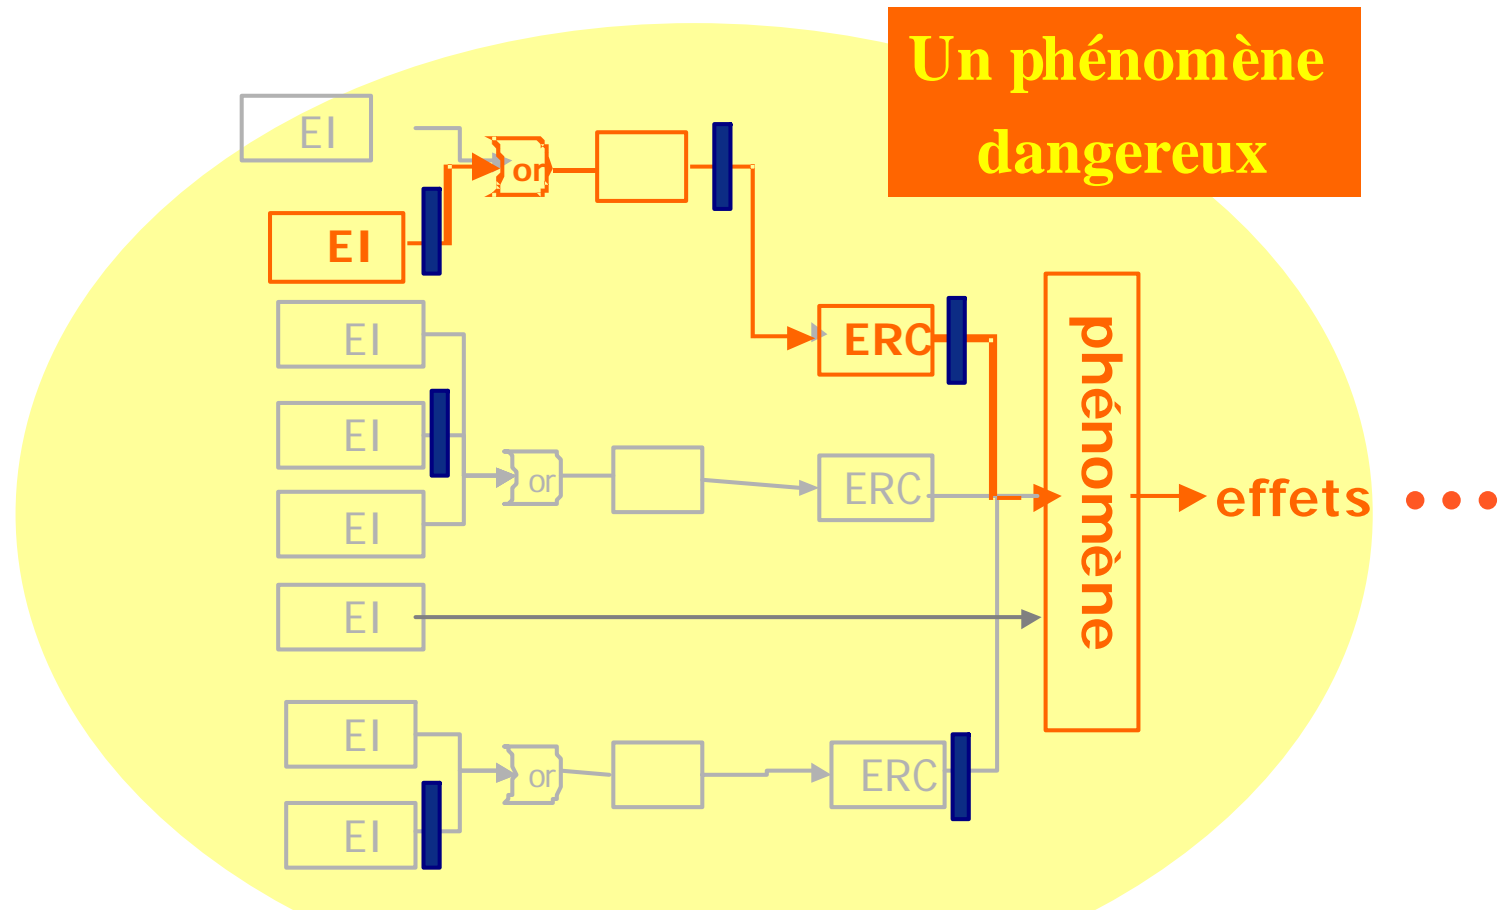 Un phénomène
dangereux
EI
or
EI
EI
ERC
EI
or
ERC
EI
EI
EI
or
ERC
EI
phénomène
effets •••